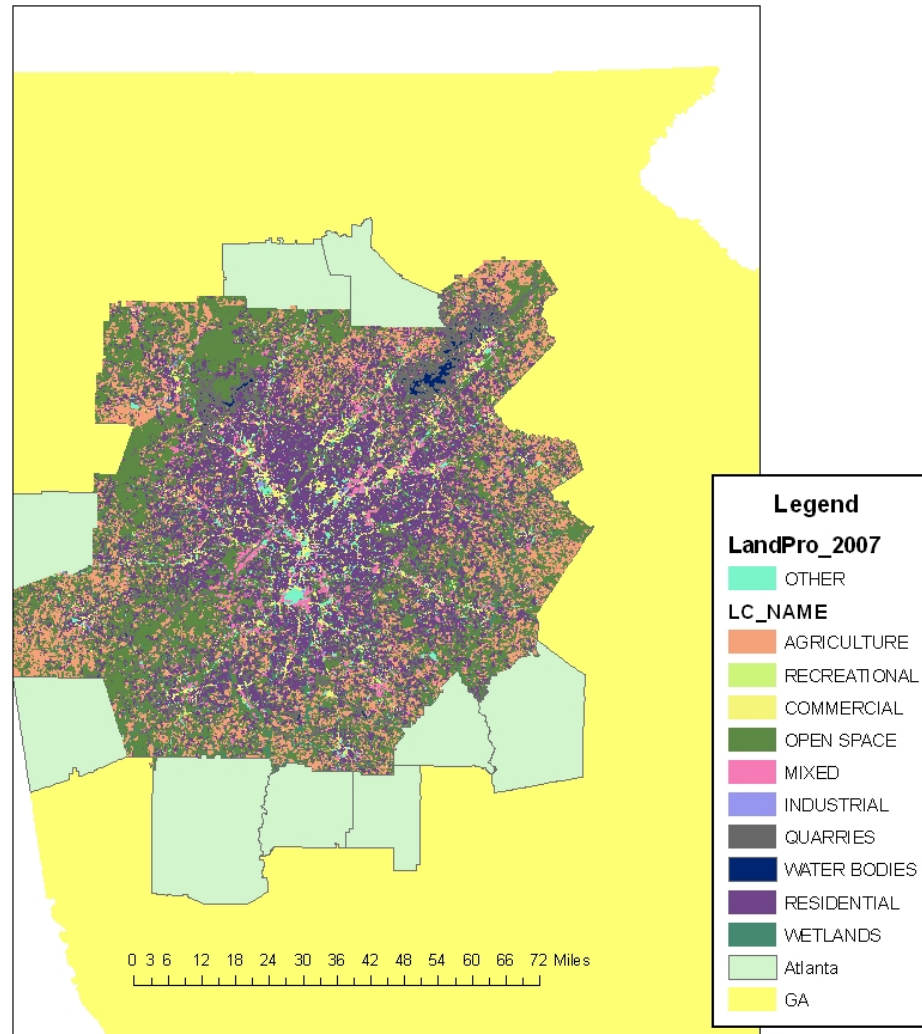 Legend
LandPro_2007
OTHER
LC_NAME
AGRICULTURE
RECREATIONAL
COMMERCIAL
OPEN SPACE
MIXED
INDUSTRIAL
QUARRIES
WATER BODIES
RESIDENTIAL
WETLANDS
Atlanta
GA
0 3 6 12 18 24 30 36 42 48 54 60 66 72 Miles